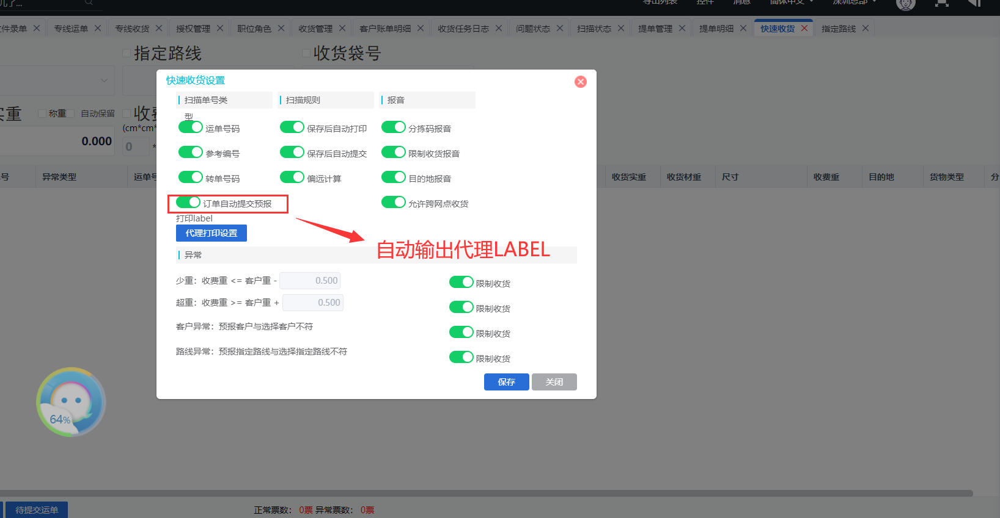 几了...
导出列表 控件 消息 简体中文 深圳总部
件录单 专线运单 专线收货 授权管理 职位角色 收货管理 客户账单明细 收货任务日志 问题状态 扫描状态 提单管理 提单明细 快速收货 指定路线
指定路线 收货袋号
实重 称重 自动保留 收费
(cm*cm*
0.000 0 *
号 异常类型 运单号 收货实重 收货材重 尺寸 收费重 目的地 货物类型 分
快速收货设置
扫描单号类型 扫描规则 报音
运单号码 保存后自动打印 分拣码报音
参考编号 保存后自动提交 限制收货报音
转单号码 偏远计算 目的地报音
订单自动提交预报 允许跨网点收货
打印label
代理打印设置
自动输出代理LABEL
异常
少重：收费重 <= 客户重 - 0.500 限制收货
超重：收费重 >= 客户重 + 0.500 限制收货
客户异常：预报客户与选择客户不符 限制收货
路线异常：预报指定路线与选择指定路线不符 限制收货
保存 关闭
64%
待提交运单 正常票数： 0票 异常票数： 0票